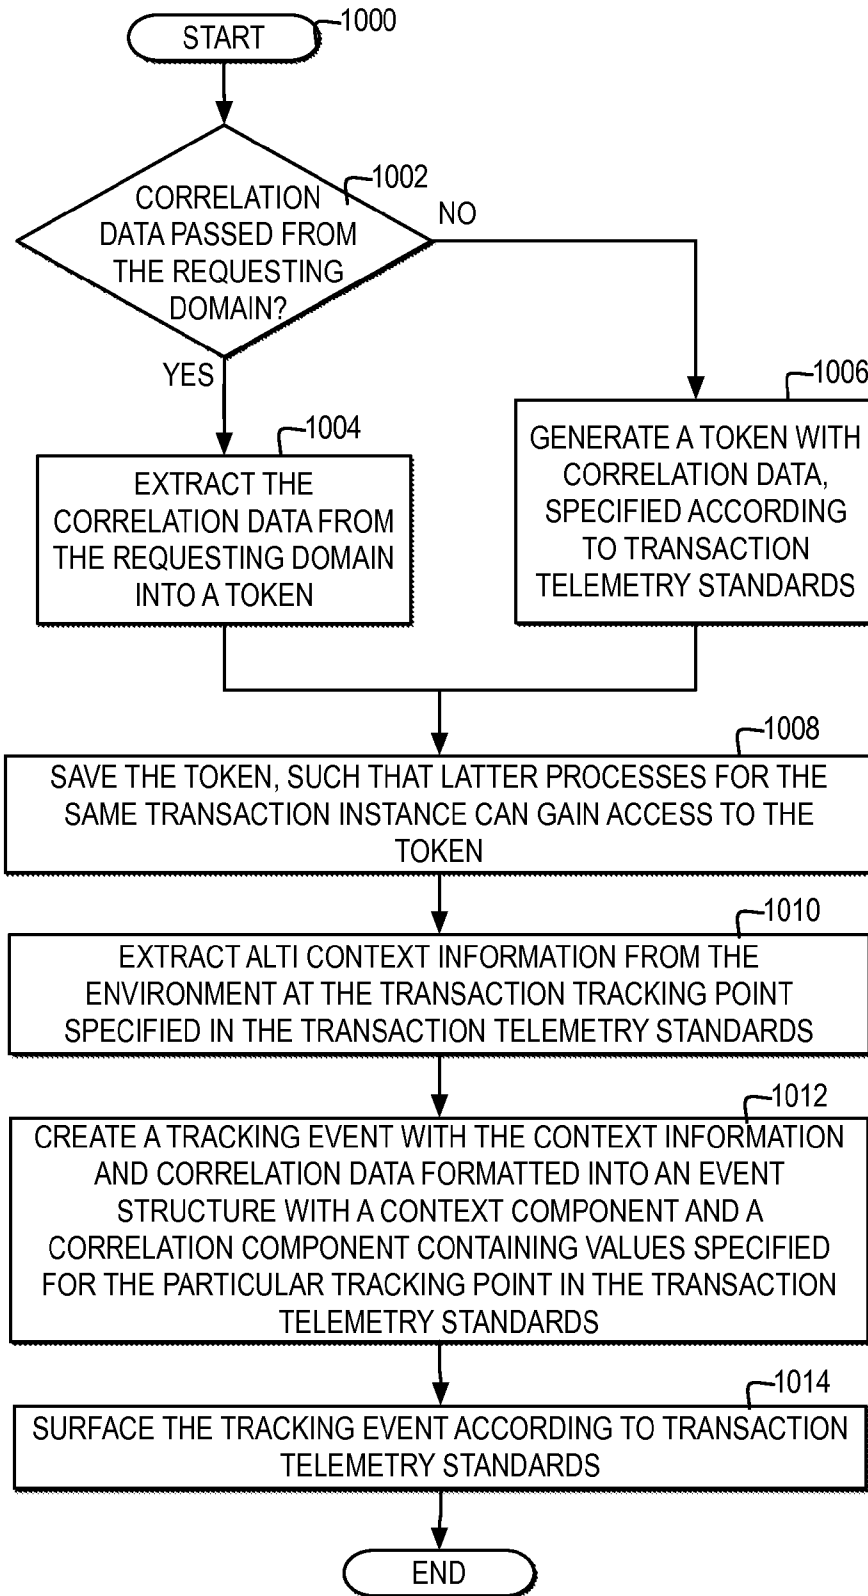 START
1000
1002
CORRELATION
DATA PASSED FROM
THE REQUESTING
DOMAIN?
NO
YES
1004
EXTRACT THE
CORRELATION DATA FROM
THE REQUESTING DOMAIN
INTO A TOKEN
1006
GENERATE A TOKEN WITH
CORRELATION DATA,
SPECIFIED ACCORDING
TO TRANSACTION
TELEMETRY STANDARDS
1008
SAVE THE TOKEN, SUCH THAT LATTER PROCESSES FOR THE
SAME TRANSACTION INSTANCE CAN GAIN ACCESS TO THE
TOKEN
1010
EXTRACT ALTI CONTEXT INFORMATION FROM THE
ENVIRONMENT AT THE TRANSACTION TRACKING POINT
SPECIFIED IN THE TRANSACTION TELEMETRY STANDARDS
1012
CREATE A TRACKING EVENT WITH THE CONTEXT INFORMATION
AND CORRELATION DATA FORMATTED INTO AN EVENT
STRUCTURE WITH A CONTEXT COMPONENT AND A
CORRELATION COMPONENT CONTAINING VALUES SPECIFIED
FOR THE PARTICULAR TRACKING POINT IN THE TRANSACTION
TELEMETRY STANDARDS
1014
SURFACE THE TRACKING EVENT ACCORDING TO TRANSACTION
TELEMETRY STANDARDS
END